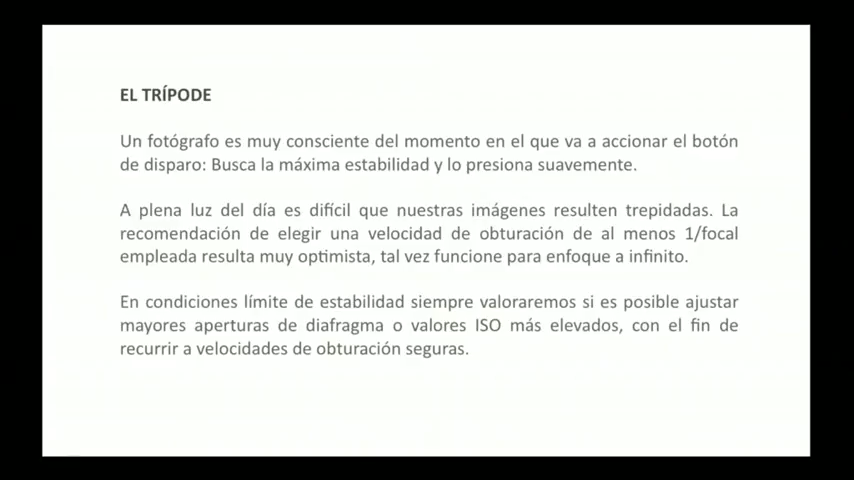 EL TRÍPODE
Un fotógrafo es muy consciente del momento en el que va a accionar el botón
de disparo: Busca la máxima estabilidad y lo presiona suavemente.
A plena luz del día es difícil que nuestras imágenes resulten trepidadas. La
recomendación de elegir una velocidad de obturación de al menos 1/focal
empleada resulta muy optimista, tal vez funcione para enfoque a infinito.
En condiciones límite de estabilidad siempre valoraremos si es posible ajustar
mayores aperturas de diafragma o valores ISO más elevados, con el fin de
recurrir a velocidades de obturación seguras.